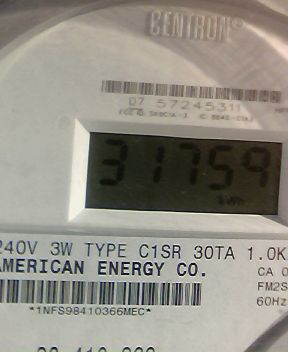 CENTRON®
07 57245311
31759
kWh
240V 3W TYPE C1SR 30TA 1.0K
AMERICAN ENERGY CO.
CA 0
FM2S
60Hz
*1NFS98410366MEC*